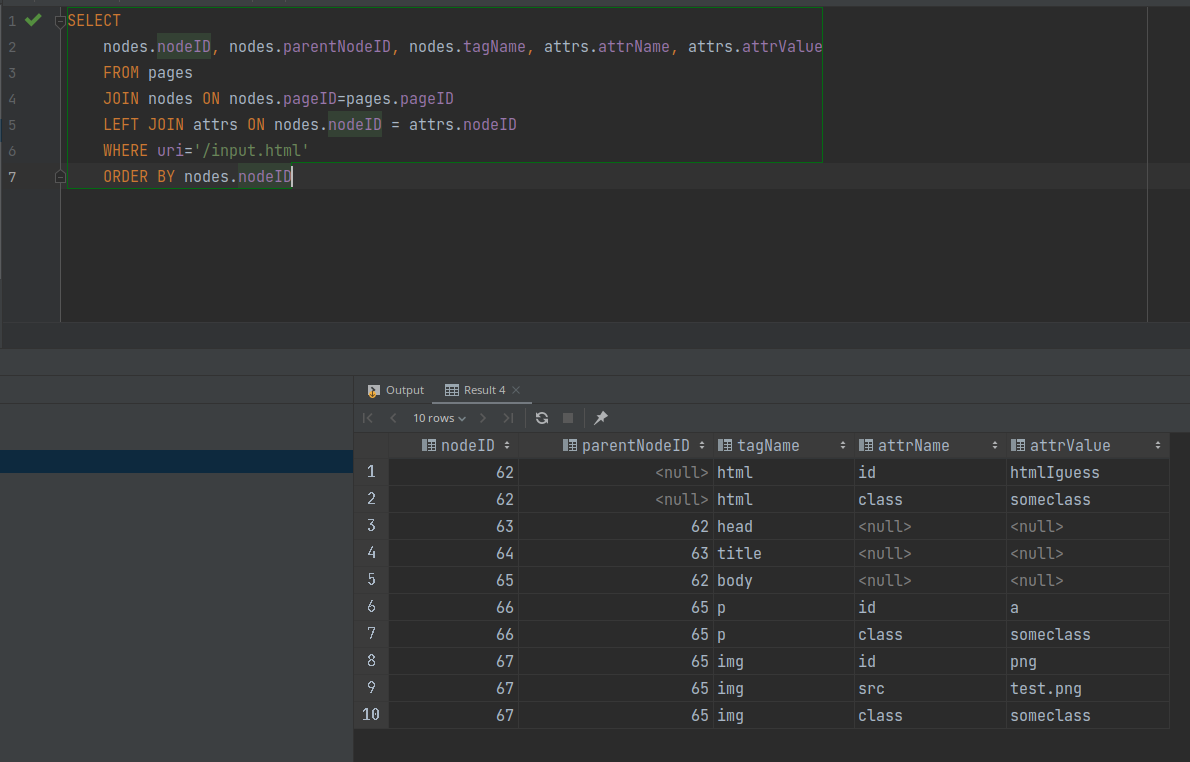 1 SELECT
2 nodes.nodeID, nodes.parentNodeID, nodes.tagName, attrs.attrName, attrs.attrValue
3 FROM pages
4 JOIN nodes ON nodes.pageID=pages.pageID
5 LEFT JOIN attrs ON nodes.nodeID = attrs.nodeID
6 WHERE uri='/input.html'
7 ORDER BY nodes.nodeID
Output Result 4
10 rows
nodeID parentNodeID tagName attrName attrValue
1 62 <null> html id htmlIguess
2 62 <null> html class someclass
3 63 62 head <null> <null>
4 64 63 title <null> <null>
5 65 62 body <null> <null>
6 66 65 p id a
7 66 65 p class someclass
8 67 65 img id png
9 67 65 img src test.png
10 67 65 img class someclass